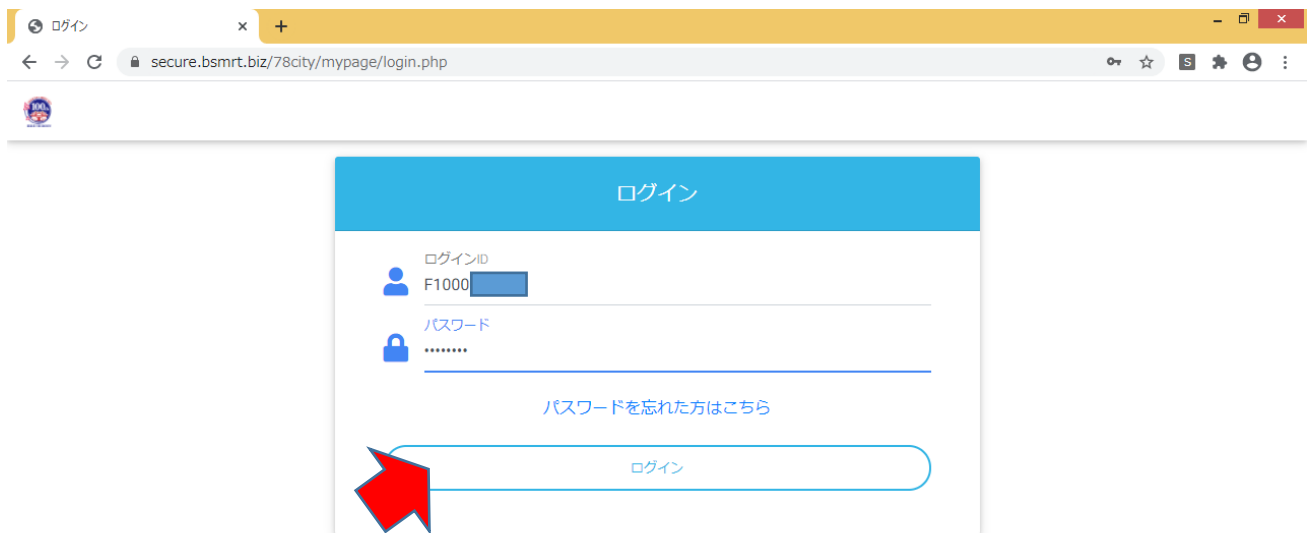 ログイン
secure.bsmrt.biz/78city/mypage/login.php
S
100
ログイン
ログインID
F1000
パスワード
••••••••
パスワードを忘れた方はこちら
ログイン